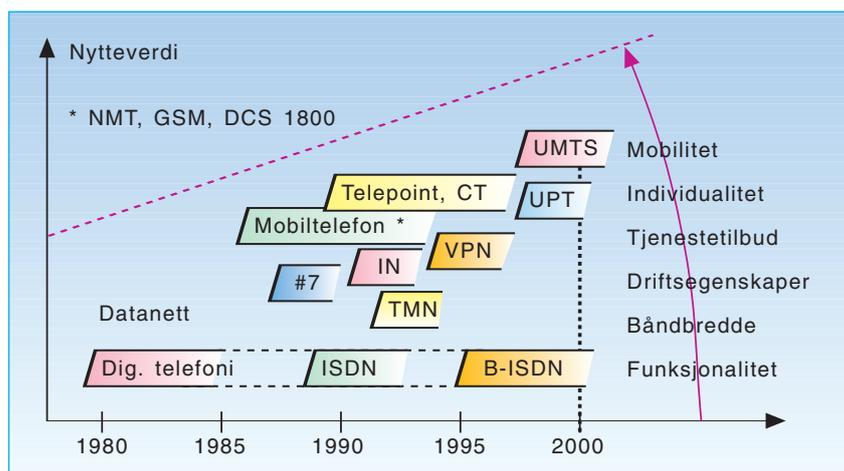 Nytteverdi
* NMT, GSM, DCS 1800
UMTS
Mobilitet
Telepoint, CT
UPT
Individualitet
Mobiltelefon *
Tjenestetilbud
IN
VPN
#7
Driftsegenskaper
Datanett
TMN
Båndbredde
Dig. telefoni
ISDN
B-ISDN
Funksjonalitet
1980
1985
1990
1995
2000